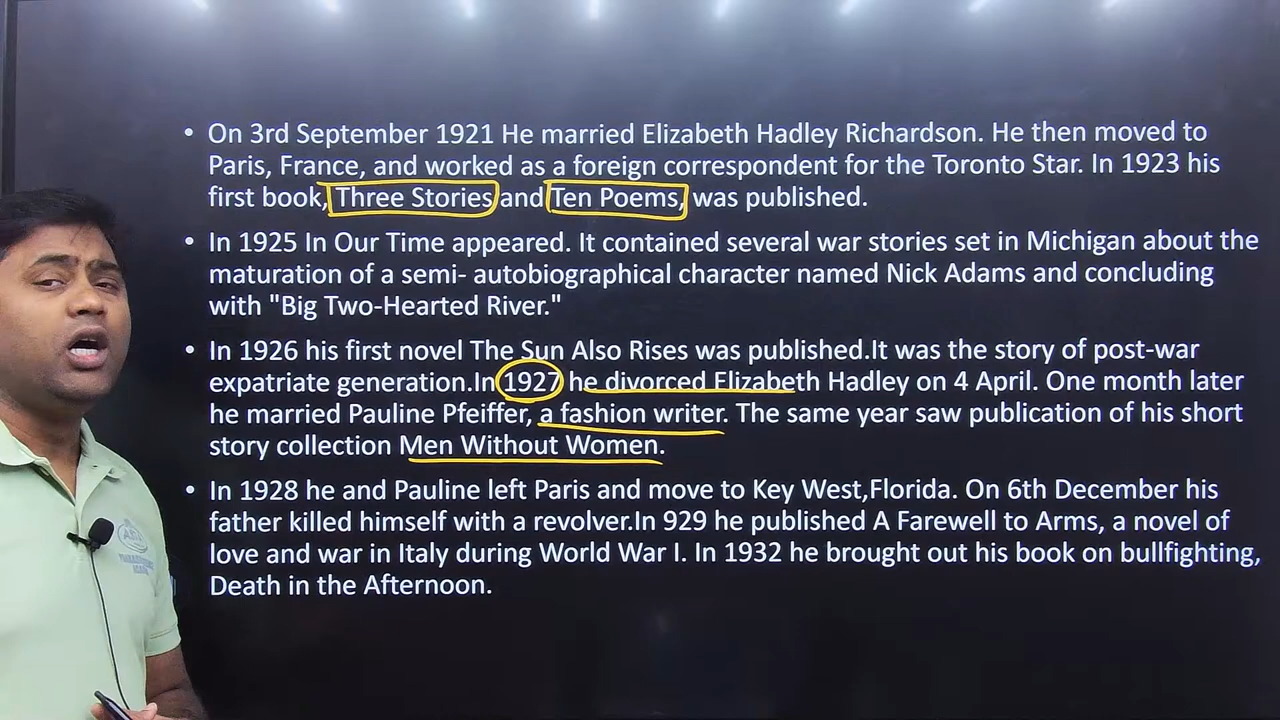 • On 3rd September 1921 He married Elizabeth Hadley Richardson. He then moved to
Paris, France, and worked as a foreign correspondent for the Toronto Star. In 1923 his
first book, Three Stories and Ten Poems, was published.
• In 1925 In Our Time appeared. It contained several war stories set in Michigan about the
maturation of a semi- autobiographical character named Nick Adams and concluding
with "Big Two-Hearted River."
• In 1926 his first novel The Sun Also Rises was published.It was the story of post-war
expatriate generation.In 1927 he divorced Elizabeth Hadley on 4 April. One month later
he married Pauline Pfeiffer, a fashion writer. The same year saw publication of his short
story collection Men Without Women.
• In 1928 he and Pauline left Paris and move to Key West,Florida. On 6th December his
father killed himself with a revolver.In 929 he published A Farewell to Arms, a novel of
love and war in Italy during World War I. In 1932 he brought out his book on bullfighting,
Death in the Afternoon.